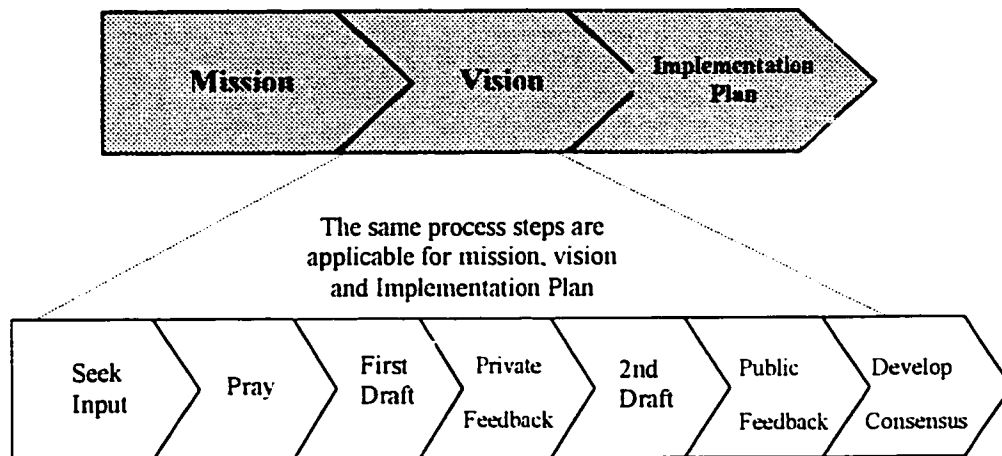 Mission
Vision
Implementation
Plan
The same process steps are
applicable for mission, vision
and Implementation Plan
Seek
Input
Pray
First
Draft
Private
Feedback
2nd
Draft
Public
Feedback
Develop
Consensus